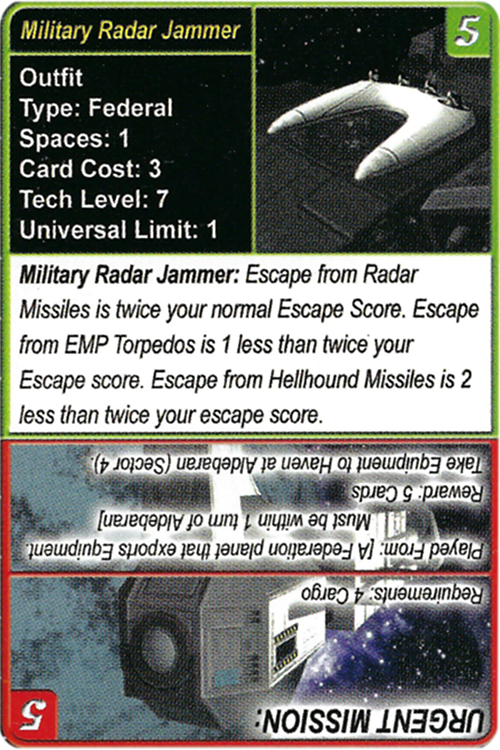 Military Radar Jammer
5
Outfit
Type: Federal
Spaces: 1
Card Cost: 3
Tech Level: 7
Universal Limit: 1
Military Radar Jammer: Escape from Radar
Missiles is twice your normal Escape Score. Escape
from EMP Torpedos is 1 less than twice your
Escape score. Escape from Hellhound Missiles is 2
less than twice your escape score.
URGENT MISSION:
5
Requirements: 4 Cargo
Played From: [A Federation planet that exports Equipment.
Must be within 1 turn of Aldebaran]
Reward: 5 Cards
Take Equipment to Haven at Aldebaran (Sector 4)